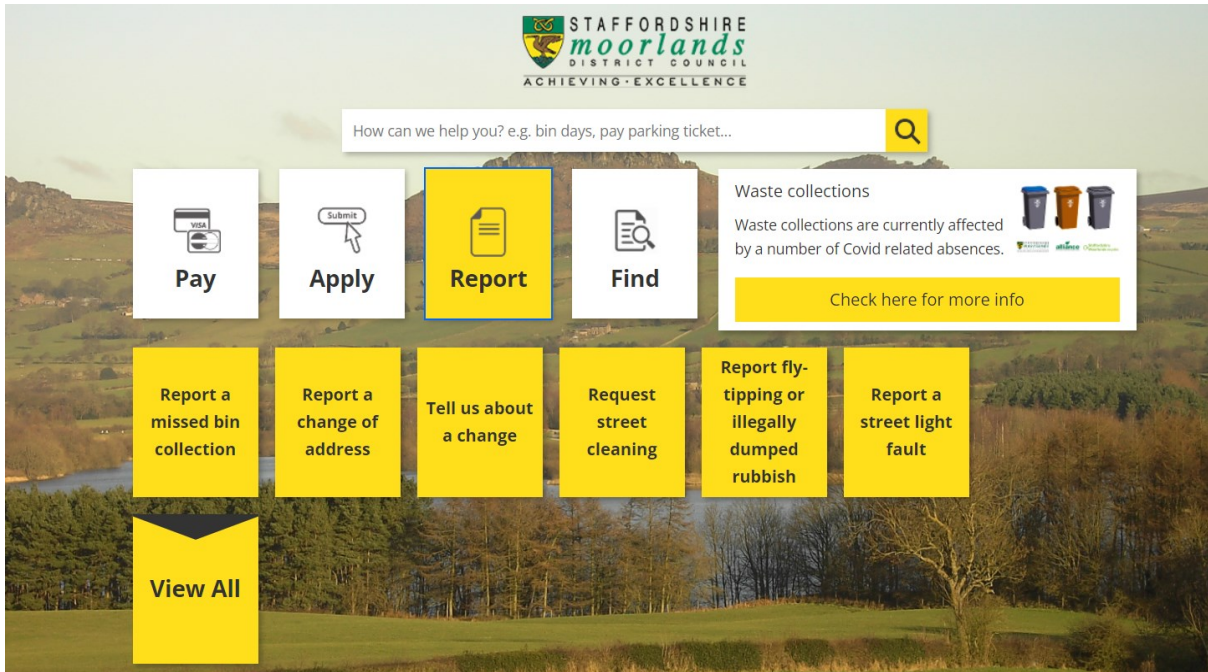 STAFFORDSHIRE
moorlands
DISTRICT COUNCIL
ACHIEVING·EXCELLENCE
How can we help you? e.g. bin days, pay parking ticket...
VISA
Pay
Submit
Apply
Report
Find
Waste collections
Waste collections are currently affected
by a number of Covid related absences.
alliance
Check here for more info
Report a
missed bin
collection
Report a
change of
address
Tell us about
a change
Request
street
cleaning
Report fly-
tipping or
illegally
dumped
rubbish
Report a
street light
fault
View All